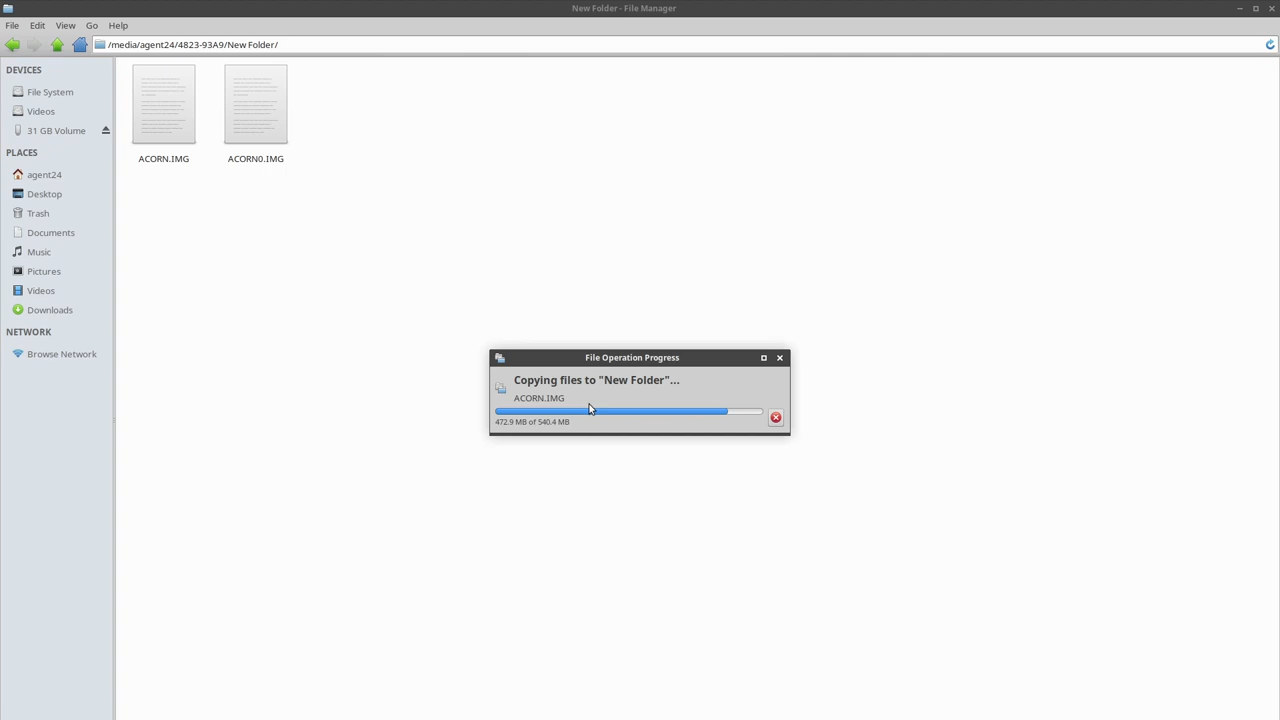 New Folder - File Manager
File Edit View Go Help
/media/agent24/4823-93A9/New Folder/
DEVICES
File System
Videos
31 GB Volume
PLACES
agent24
Desktop
Trash
Documents
Music
Pictures
Videos
Downloads
NETWORK
Browse Network
ACORN.IMG
ACORN0.IMG
File Operation Progress
Copying files to "New Folder"...
ACORN.IMG
472.9 MB of 540.4 MB